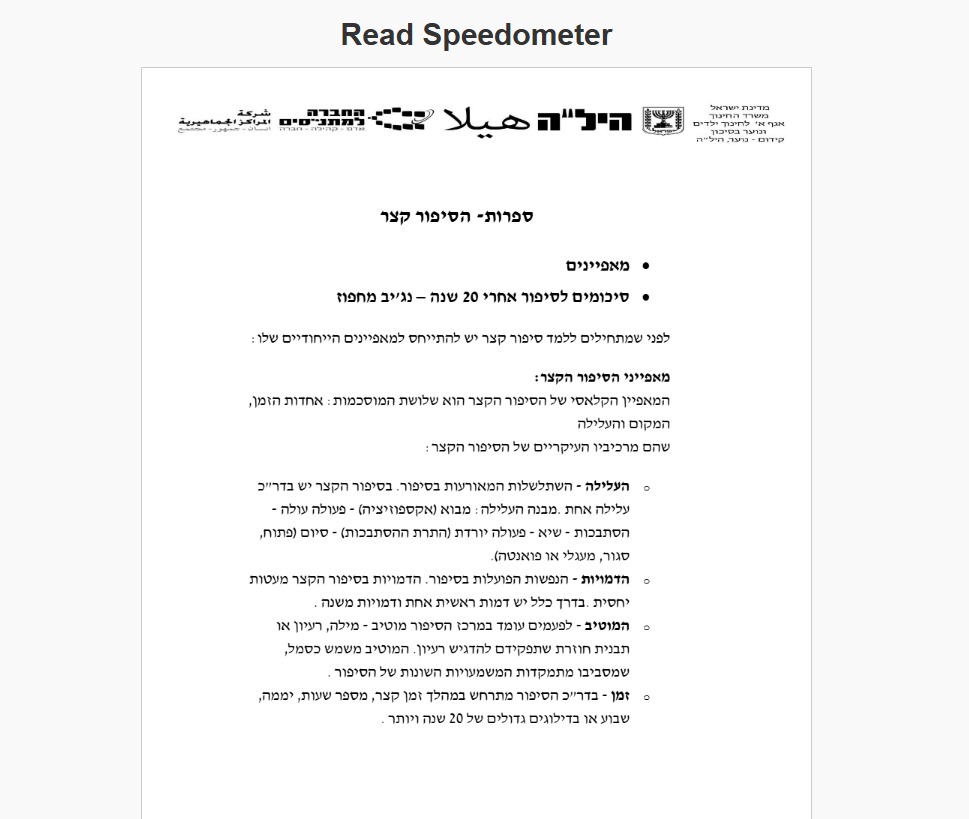 Read Speedometer
מדינת ישראל
משרד החינוך
אגף א' לחינוך ילדים
ונוער בסיכון
קידום - נוער, היל"ה
היל"ה هيلا
החברה
למתנ"סים
אדם - קהילה - חברה
شركة
المراكز الجماهيرية
انسان - جمهور - مجتمع
ספרות- הסיפור קצר
• מאפיינים
• סיכומים לסיפור אחרי 20 שנה – נג'יב מחפוז
לפני שמתחילים ללמד סיפור קצר יש להתייחס למאפיינים הייחודיים שלו :
מאפייני הסיפור הקצר:
המאפיין הקלאסי של הסיפור הקצר הוא שלושת המוסכמות : אחדות הזמן,
המקום והעלילה
שהם מרכיביו העיקריים של הסיפור הקצר :
○ העלילה - השתלשלות המאורעות בסיפור. בסיפור הקצר יש בדר"כ
עלילה אחת .מבנה העלילה : מבוא (אקספוזיציה) - פעולה עולה -
הסתבכות - שיא - פעולה יורדת (התרת ההסתבכות) - סיום (פתוח,
סגור, מעגלי או פואנטה).
○ הדמויות - הנפשות הפועלות בסיפור. הדמויות בסיפור הקצר מעטות
יחסית .בדרך כלל יש דמות ראשית אחת ודמויות משנה .
○ המוטיב - לפעמים עומד במרכז הסיפור מוטיב - מילה, רעיון או
תבנית חוזרת שתפקידם להדגיש רעיון. המוטיב משמש כסמל,
שמסביבו מתמקדות המשמעויות השונות של הסיפור .
○ זמן - בדר"כ הסיפור מתרחש במהלך זמן קצר, מספר שעות, יממה,
שבוע או בדילוגים גדולים של 20 שנה ויותר .